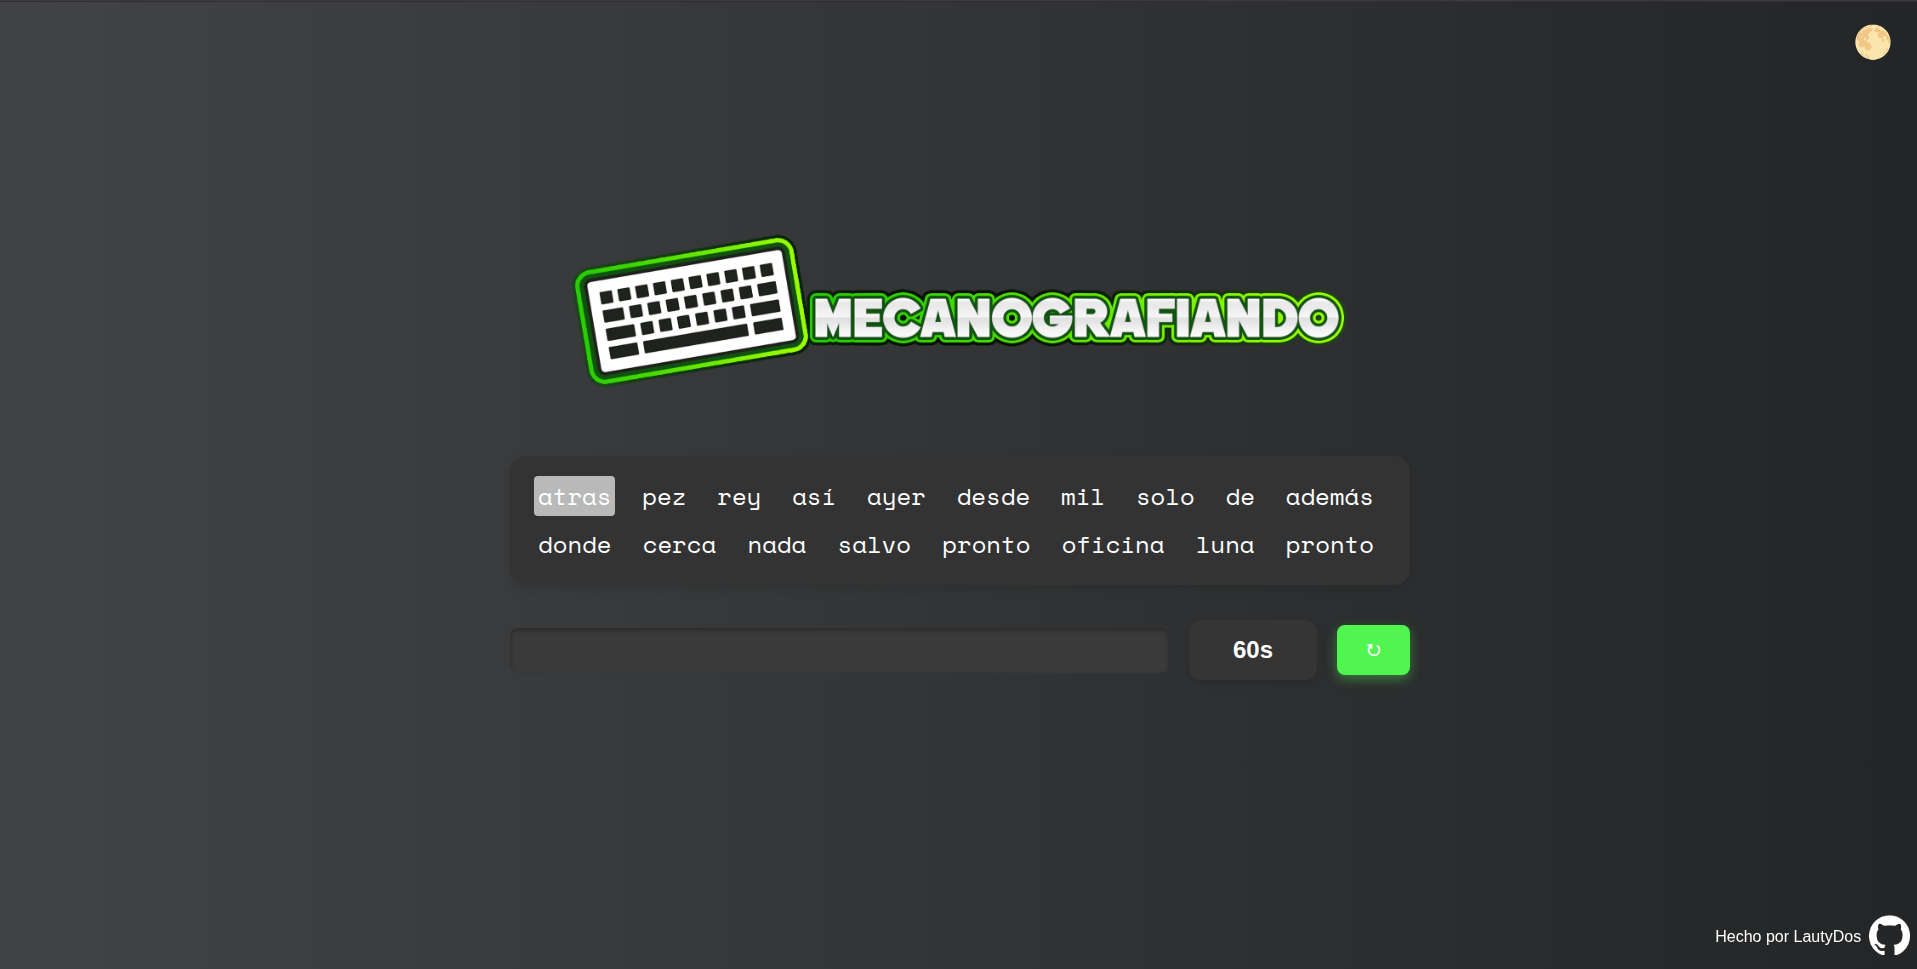 MECANOGRAFIANDO
atras pez rey así ayer desde mil solo de además
donde cerca nada salvo pronto oficina luna pronto
60s ↻
Hecho por LautyDos